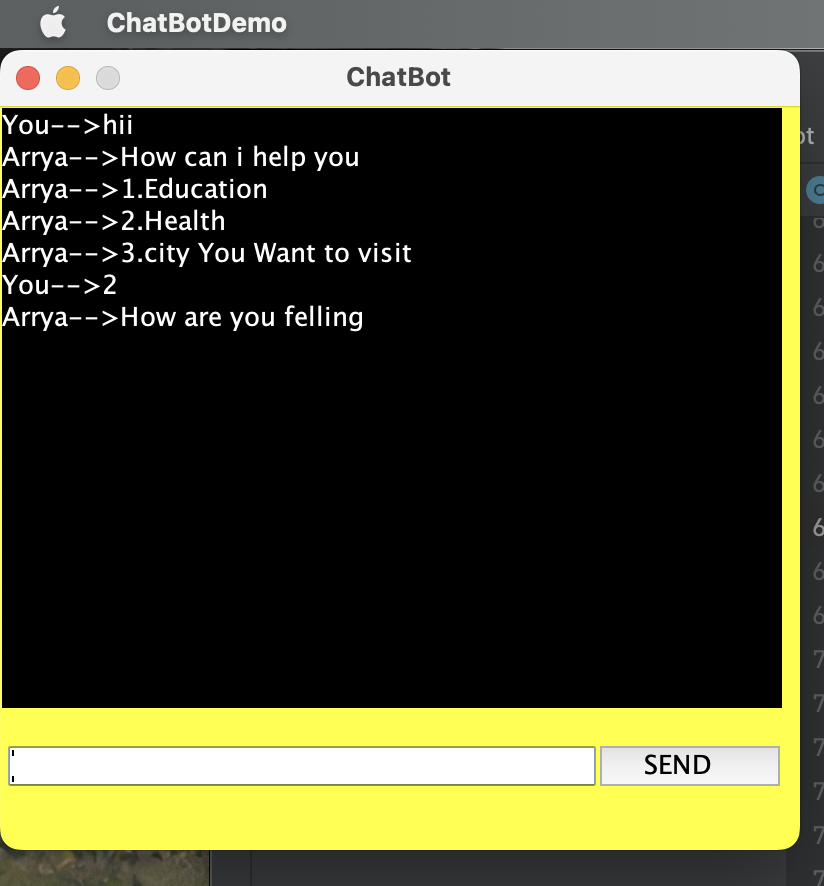 ChatBotDemo
ChatBot
You-->hii
Arrya-->How can i help you
Arrya-->1.Education
Arrya-->2.Health
Arrya-->3.city You Want to visit
You-->2
Arrya-->How are you felling
SEND